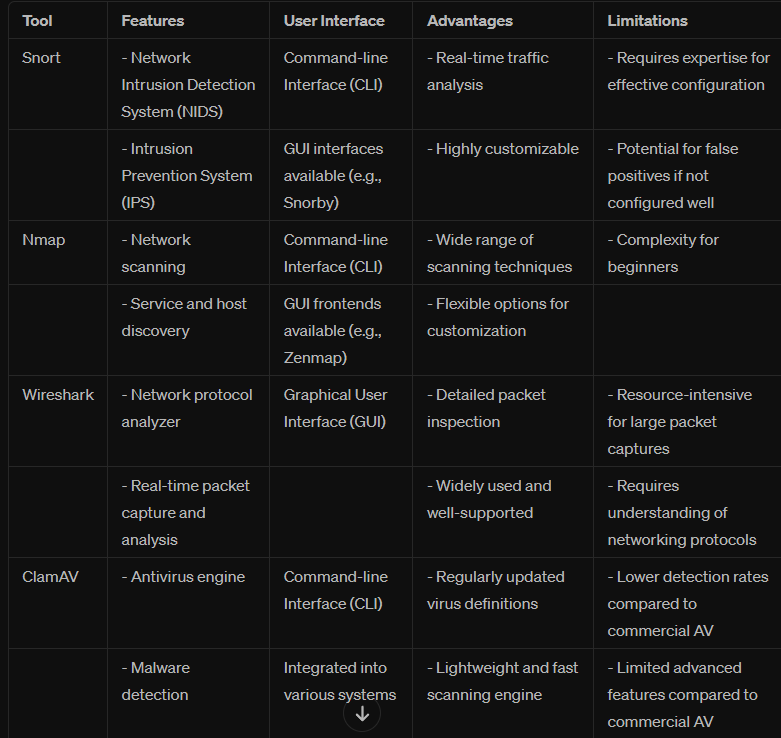 Tool Features User Interface Advantages Limitations
Snort - Network Command-line - Real-time traffic - Requires expertise for
Intrusion Detection Interface (CLI) analysis effective configuration
System (NIDS)
- Intrusion GUI interfaces - Highly customizable - Potential for false
Prevention System available (e.g., positives if not
(IPS) Snorby) configured well
Nmap - Network Command-line - Wide range of - Complexity for
scanning Interface (CLI) scanning techniques beginners
- Service and host GUI frontends - Flexible options for
discovery available (e.g., customization
Zenmap)
Wireshark - Network protocol Graphical User - Detailed packet - Resource-intensive
analyzer Interface (GUI) inspection for large packet
captures
- Real-time packet - Widely used and - Requires
capture and well-supported understanding of
analysis networking protocols
ClamAV - Antivirus engine Command-line - Regularly updated - Lower detection rates
Interface (CLI) virus definitions compared to
commercial AV
- Malware Integrated into - Lightweight and fast - Limited advanced
detection various systems scanning engine features compared to
commercial AV